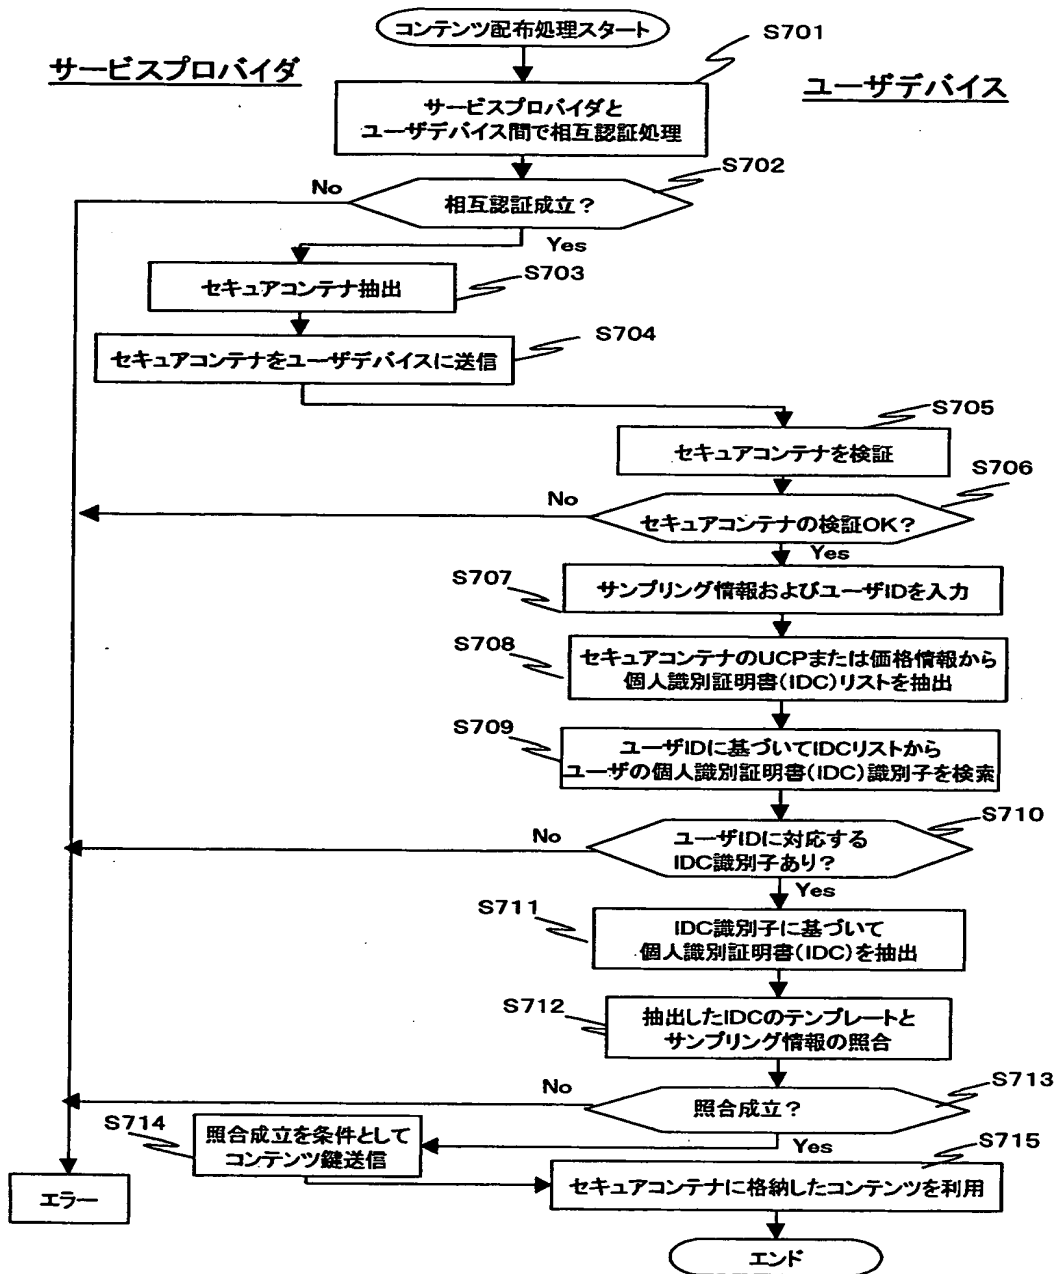 コンテンツ配布処理スタート
S701
サービスプロバイダ
ユーザデバイス
サービスプロバイダと
ユーザデバイス間で相互認証処理
S702
No
相互認証成立？
Yes
S703
セキュアコンテナ抽出
S704
セキュアコンテナをユーザデバイスに送信
S705
セキュアコンテナを検証
S706
No
セキュアコンテナの検証OK？
Yes
S707
サンプリング情報およびユーザIDを入力
S708
セキュアコンテナのUCPまたは価格情報から
個人識別証明書(IDC)リストを抽出
S709
ユーザIDに基づいてIDCリストから
ユーザの個人識別証明書(IDC)識別子を検索
S710
No
ユーザIDに対応する
IDC識別子あり？
Yes
S711
IDC識別子に基づいて
個人識別証明書(IDC)を抽出
S712
抽出したIDCのテンプレートと
サンプリング情報の照合
S713
No
照合成立？
Yes
S714
照合成立を条件として
コンテンツ鍵送信
S715
セキュアコンテナに格納したコンテンツを利用
エラー
エンド